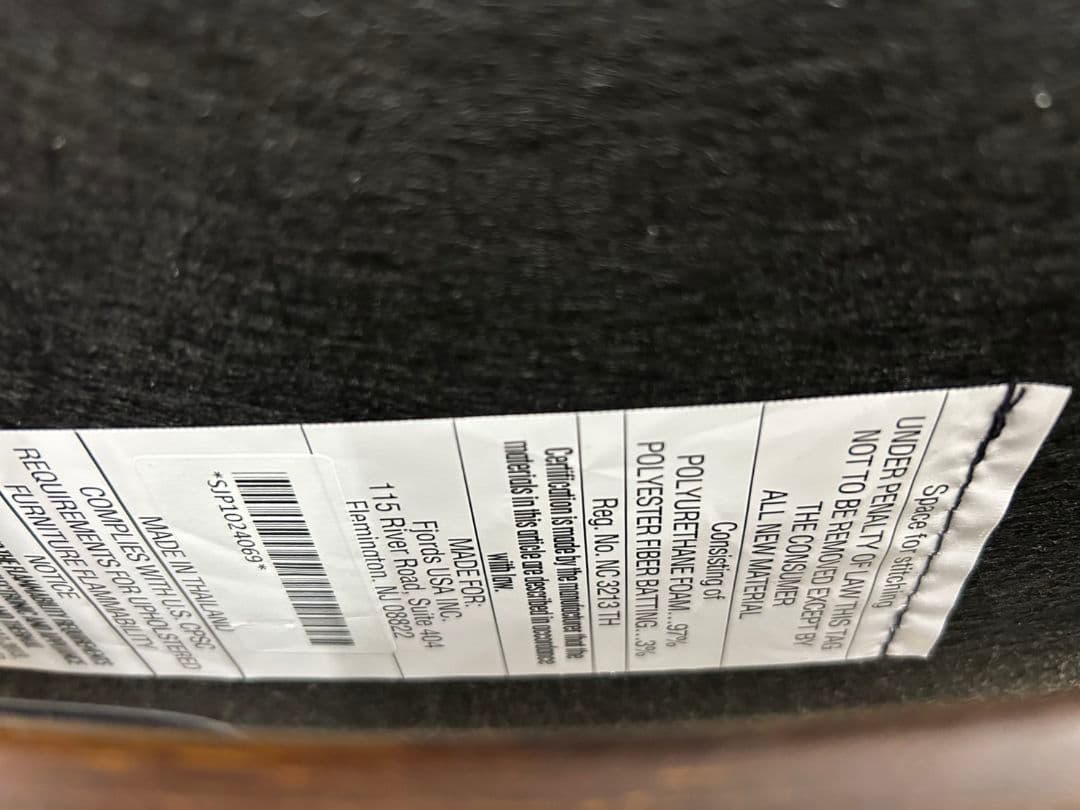 Space for stitching
UNDER PENALTY OF LAW THIS TAG
NOT TO BE REMOVED EXCEPT BY
THE CONSUMER
ALL NEW MATERIAL
Consisting of
POLYURETHANE FOAM...97%
POLYESTER FIBER BATTING...3%
Reg. No. NC 3213 TH
Certification is made by the manufacturer that the
materials in this article are described in accordance
with law.
MADE FOR:
Fjords USA INC.
115 River Road, Suite 404
Flemington, NJ 08822
*SJP1024069*
MADE IN THAILAND
COMPLIES WITH U.S. CPSC
REQUIREMENTS FOR UPHOLSTERED
FURNITURE FLAMMABILITY
NOTICE